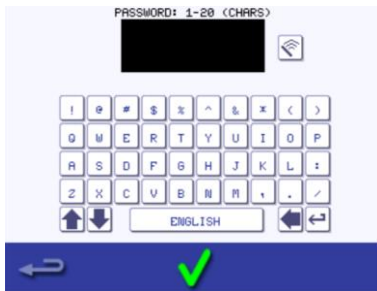 PASSWORD: 1-20 (CHARS)
! @ # $ % ^ & * ( )
Q W E R T Y U I O P
A S D F G H J K L :
Z X C V B N M , . /
ENGLISH